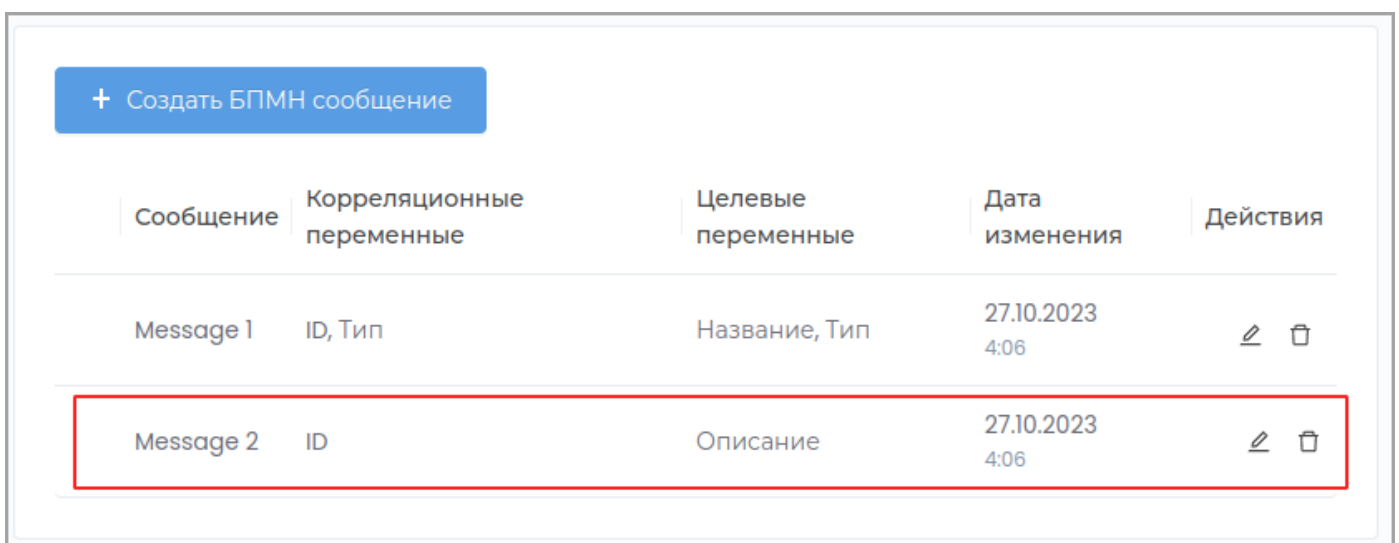 + Создать БПМН сообщение
Сообщение Корреляционные переменные Целевые переменные Дата изменения Действия
Message 1 ID, Тип Название, Тип 27.10.2023
4:06
Message 2 ID Описание 27.10.2023
4:06